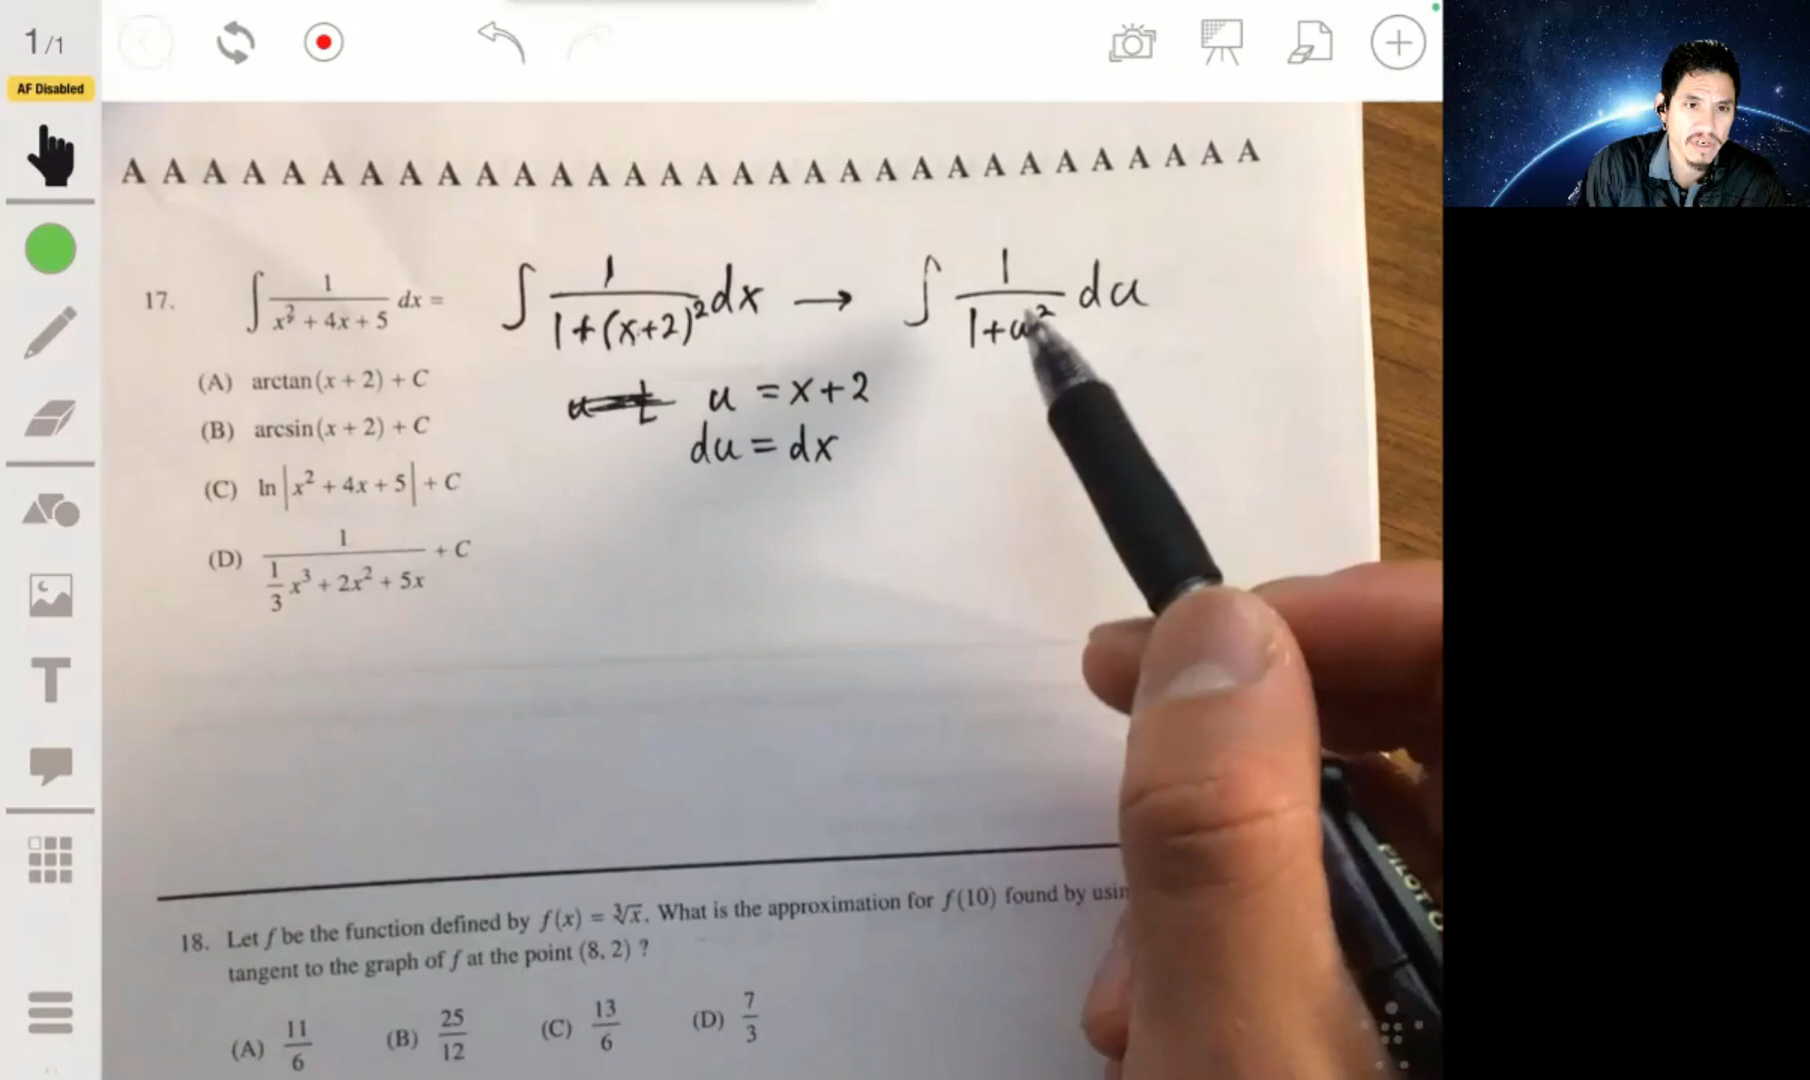 1/1
AF Disabled
A A A A A A A A A A A A A A A A A A A A A A A A A A A A A A
17. ∫ 1/(x² + 4x + 5) dx =
∫ 1/(1+(x+2)²) dx → ∫ 1/(1+u²) du
(A) arctan(x + 2) + C
u = x+2
(B) arcsin(x + 2) + C
du = dx
(C) ln|x² + 4x + 5| + C
(D) 1/(1/3 x³ + 2x² + 5x) + C
T
18. Let f be the function defined by f(x) = ∛x. What is the approximation for f(10) found by
tangent to the graph of f at the point (8, 2) ?
(A) 11/6 (B) 25/12 (C) 13/6 (D) 7/3
PILOT G